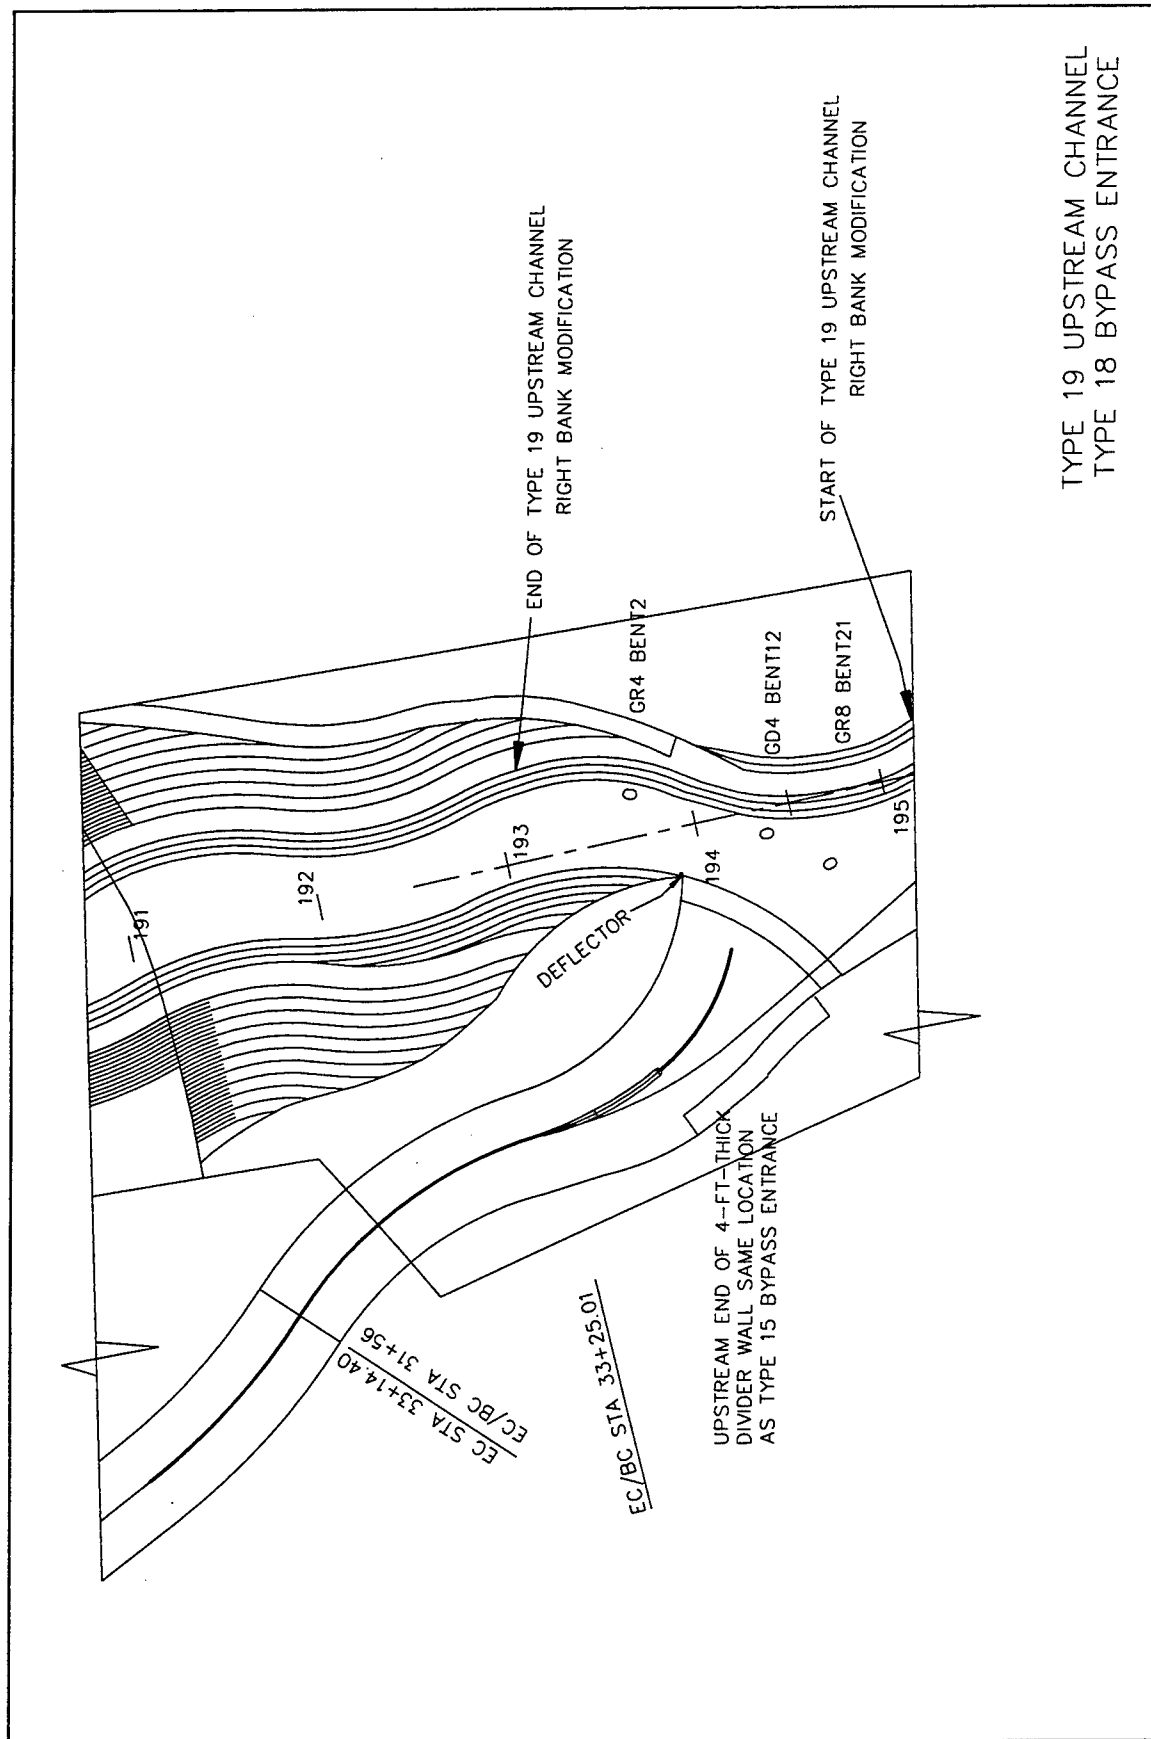 END OF TYPE 19 UPSTREAM CHANNEL
RIGHT BANK MODIFICATION
START OF TYPE 19 UPSTREAM CHANNEL
RIGHT BANK MODIFICATION
GR4 BENT2
GD4 BENT12
GR8 BENT21
191
192
193
194
195
DEFLECTOR
EC STA 33+14.40
EC/BC STA 31+56
EC/BC STA 33+25.01
UPSTREAM END OF 4-FT-THICK
DIVIDER WALL SAME LOCATION
AS TYPE 15 BYPASS ENTRANCE
TYPE 19 UPSTREAM CHANNEL
TYPE 18 BYPASS ENTRANCE